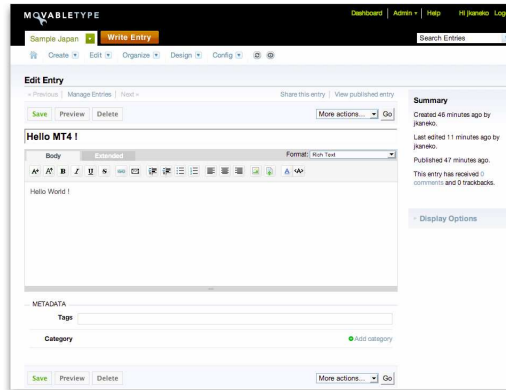 MOVABLETYPE
Dashboard | Admin | Help Hi jkaneko Log
Sample Japan Write Entry Search Entries
Create Edit Organize Design Config
Edit Entry
« Previous | Manage Entries | Next » Share this entry | View published entry
Save Preview Delete More actions... Go
Hello MT4 !
Body Extended Format: Rich Text
Hello World !
METADATA
Tags
Category Add category
Save Preview Delete More actions... Go
Summary
Created 46 minutes ago by
jkaneko.
Last edited 11 minutes ago by
jkaneko.
Published 47 minutes ago.
This entry has received 0
comments and 0 trackbacks.
Display Options